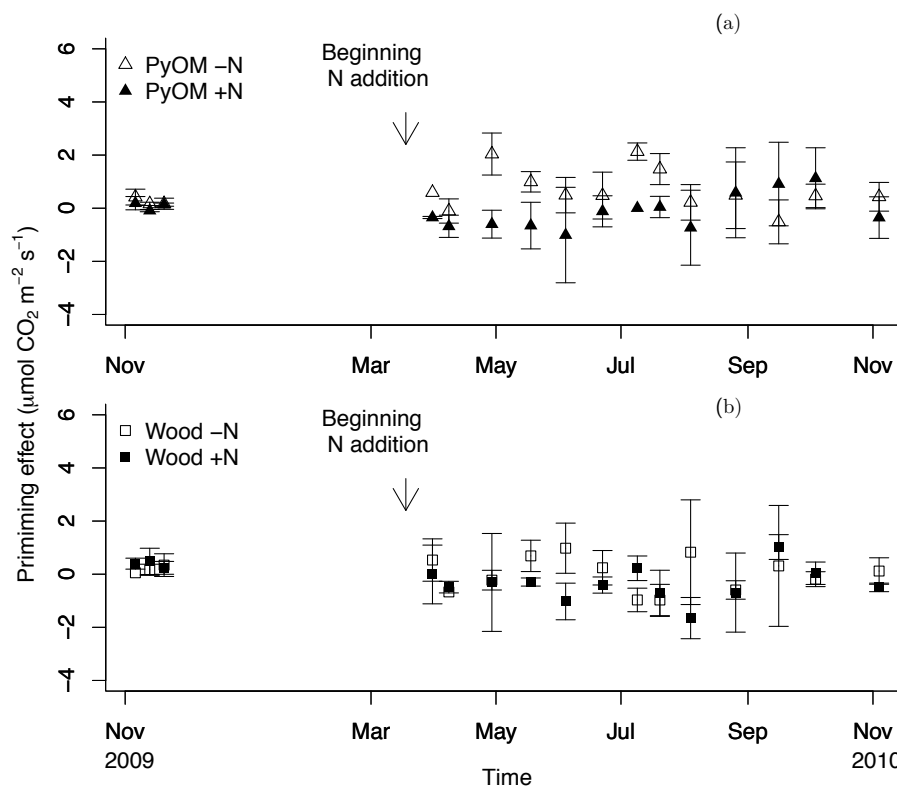 (a)
Beginning
N addition
PyOM −N
PyOM +N
6
4
2
0
−2
−4
Nov
Mar
May
Jul
Sep
Nov
Primiming effect (μmol CO₂ m⁻² s⁻¹)
(b)
Beginning
N addition
Wood −N
Wood +N
6
4
2
0
−2
−4
Nov
Mar
May
Jul
Sep
Nov
2009
2010
Time